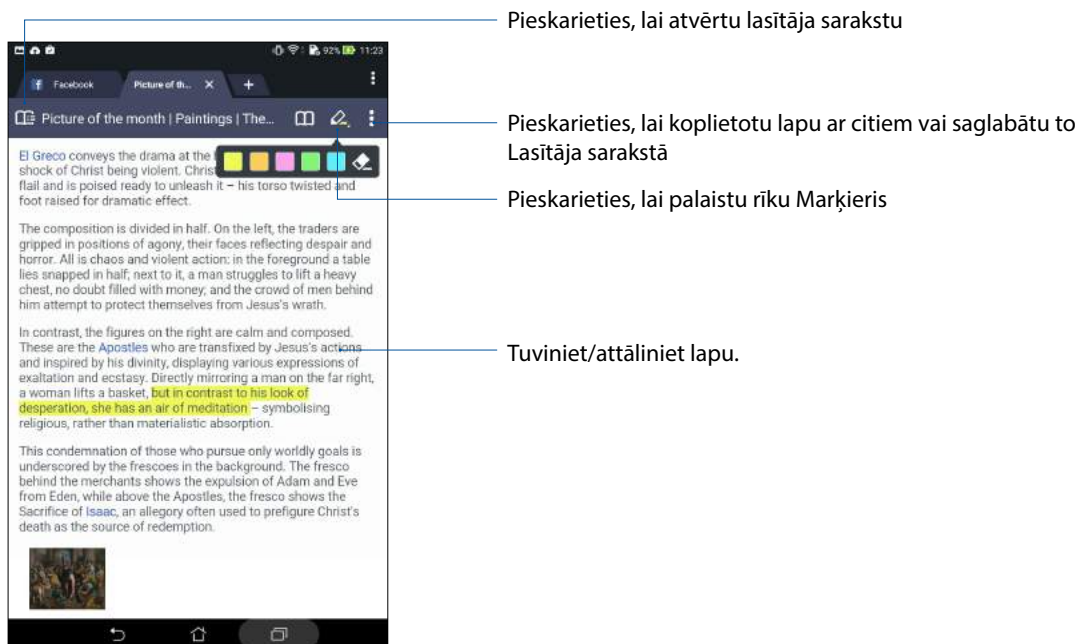 Pieskarieties, lai atvērtu lasītāja sarakstu
92% 11:23
Facebook Picture of th... X +
Picture of the month | Paintings | The...
Pieskarieties, lai koplietotu lapu ar citiem vai saglabātu to
Lasītāja sarakstā
Pieskarieties, lai palaistu rīku Marķieris
El Greco conveys the drama at the
shock of Christ being violent. Christ
flail and is poised ready to unleash it – his torso twisted and
foot raised for dramatic effect.
The composition is divided in half. On the left, the traders are
gripped in positions of agony, their faces reflecting despair and
horror. All is chaos and violent action: in the foreground a table
lies snapped in half; next to it, a man struggles to lift a heavy
chest, no doubt filled with money; and the crowd of men behind
him attempt to protect themselves from Jesus's wrath.
In contrast, the figures on the right are calm and composed.
These are the Apostles who are transfixed by Jesus's actions
and inspired by his divinity, displaying various expressions of
exaltation and ecstasy. Directly mirroring a man on the far right,
a woman lifts a basket, but in contrast to his look of
desperation, she has an air of meditation – symbolising
religious, rather than materialistic absorption.
Tuviniet/attāliniet lapu.
This condemnation of those who pursue only worldly goals is
underscored by the frescoes in the background. The fresco
behind the merchants shows the expulsion of Adam and Eve
from Eden, while above the Apostles, the fresco shows the
Sacrifice of Isaac, an allegory often used to prefigure Christ's
death as the source of redemption.